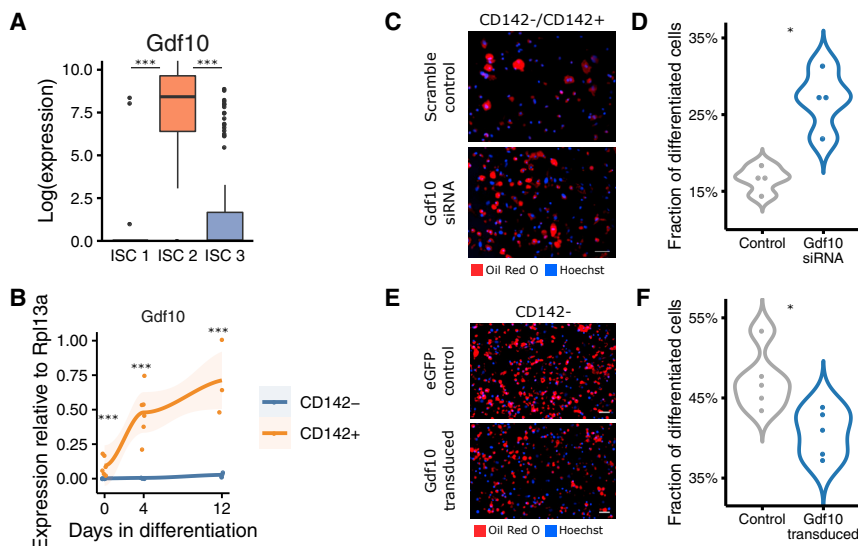 A
Gdf10
Log(expression)
10.0
7.5
5.0
2.5
0.0
***
***
ISC 1
ISC 2
ISC 3
B
Gdf10
Expression relative to Rpl13a
1.00
0.75
0.50
0.25
0.00
***
***
***
0
4
12
Days in differentiation
CD142−
CD142+
C
CD142-/CD142+
Scramble
control
Gdf10
siRNA
Oil Red O
Hoechst
D
Fraction of differentiated cells
35%
25%
15%
*
Control
Gdf10
siRNA
E
CD142-
eGFP
control
Gdf10
transduced
Oil Red O
Hoechst
F
Fraction of differentiated cells
55%
45%
35%
*
Control
Gdf10
transduced